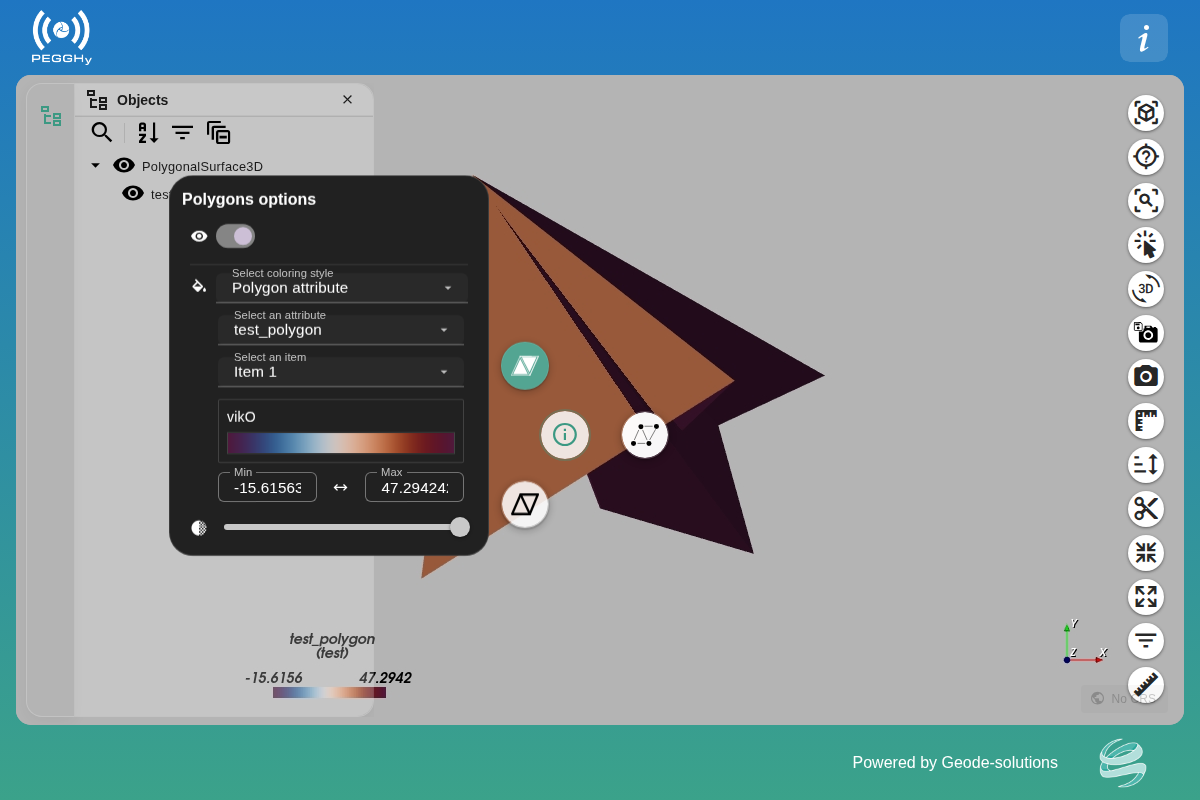 PEGGHy
i
Objects
A
Z
PolygonalSurface3D
tes
Polygons options
Select coloring style
Polygon attribute
Select an attribute
test_polygon
Select an item
Item 1
vikO
Min
-15.61563
Max
47.29424
3D
test_polygon
(test)
-15.6156
47.2942
Y
Z
X
No CRS
Powered by Geode-solutions